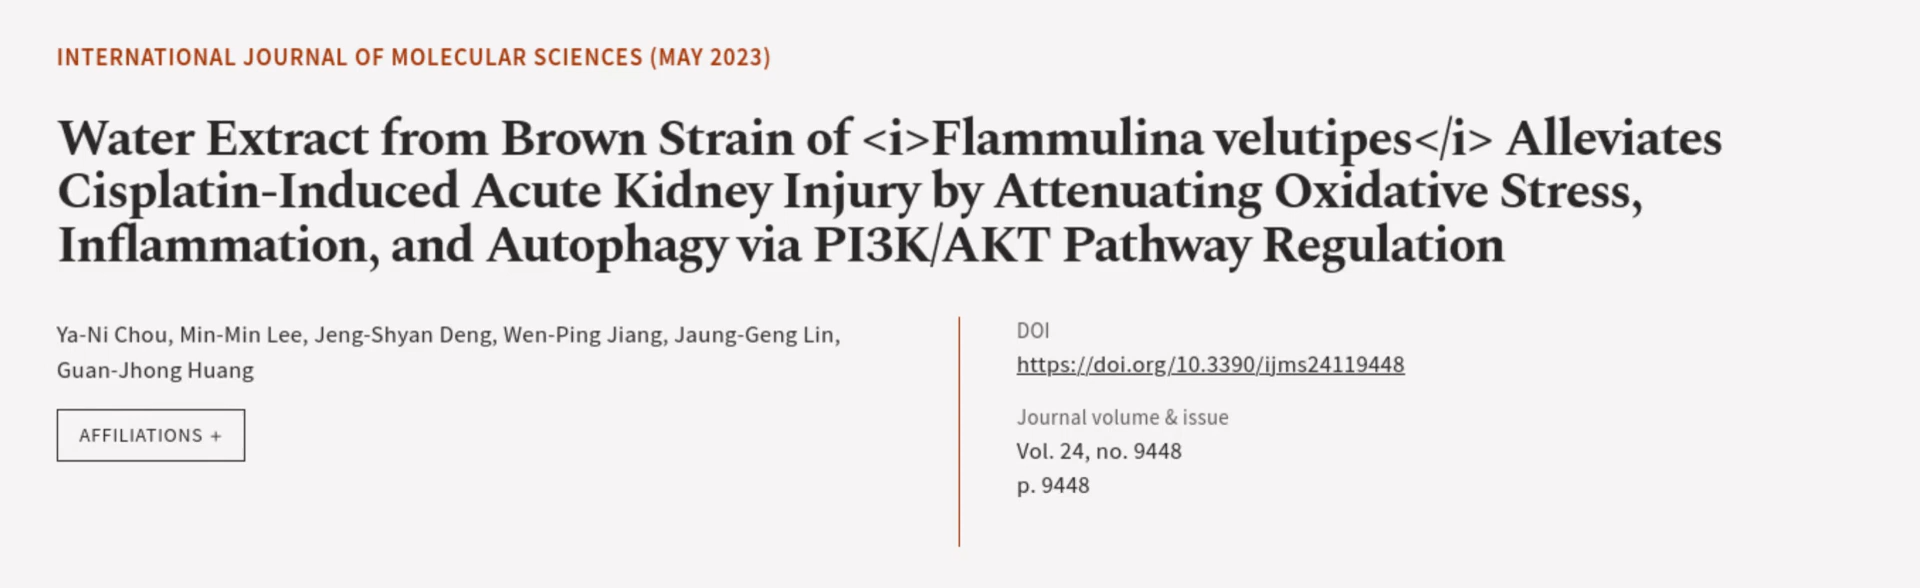 INTERNATIONAL JOURNAL OF MOLECULAR SCIENCES (MAY 2023)
Water Extract from Brown Strain of <i>Flammulina velutipes</i> Alleviates
Cisplatin-Induced Acute Kidney Injury by Attenuating Oxidative Stress,
Inflammation, and Autophagy via PI3K/AKT Pathway Regulation
Ya-Ni Chou, Min-Min Lee, Jeng-Shyan Deng, Wen-Ping Jiang, Jaung-Geng Lin,
Guan-Jhong Huang
AFFILIATIONS +
DOI
https://doi.org/10.3390/ijms24119448
Journal volume & issue
Vol. 24, no. 9448
p. 9448